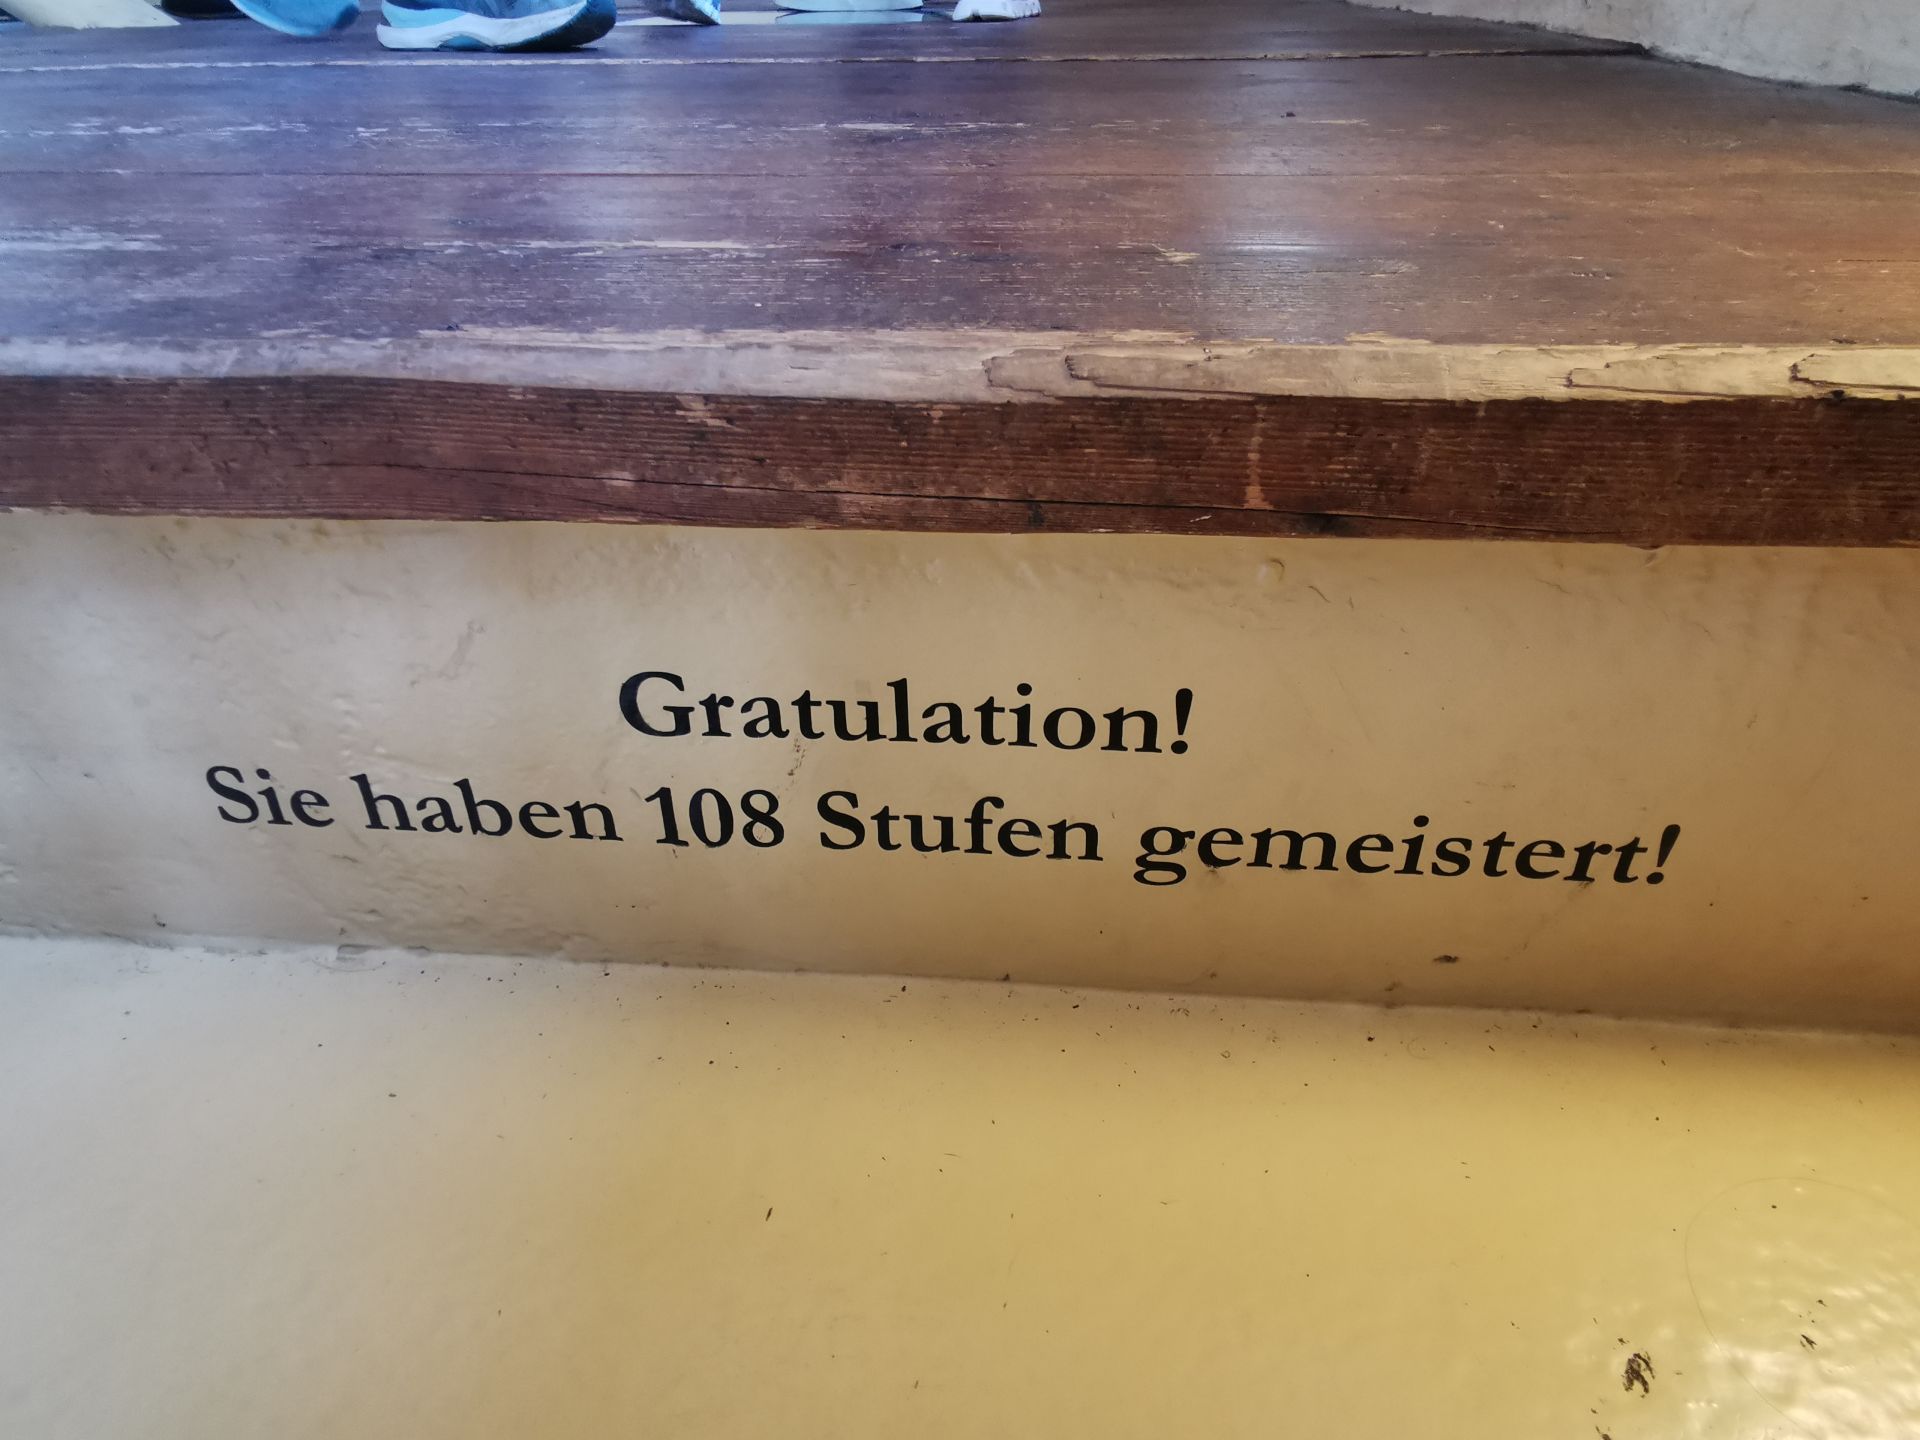 Gratulation!
Sie haben 108 Stufen gemeistert!